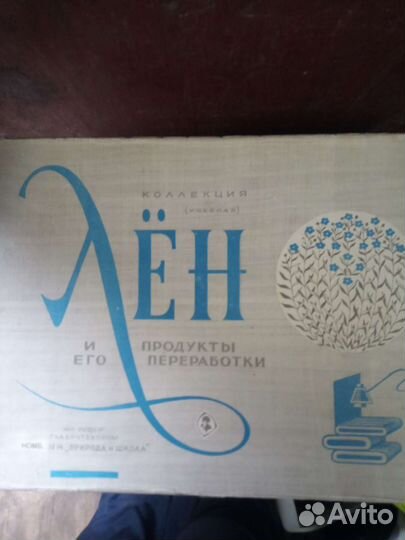 КОЛЛЕКЦИЯ
(УЧЕБНАЯ)
ЛЁН
И ПРОДУКТЫ
ЕГО ПЕРЕРАБОТКИ
„ПРИРОДА И ШКОЛА"
Avito